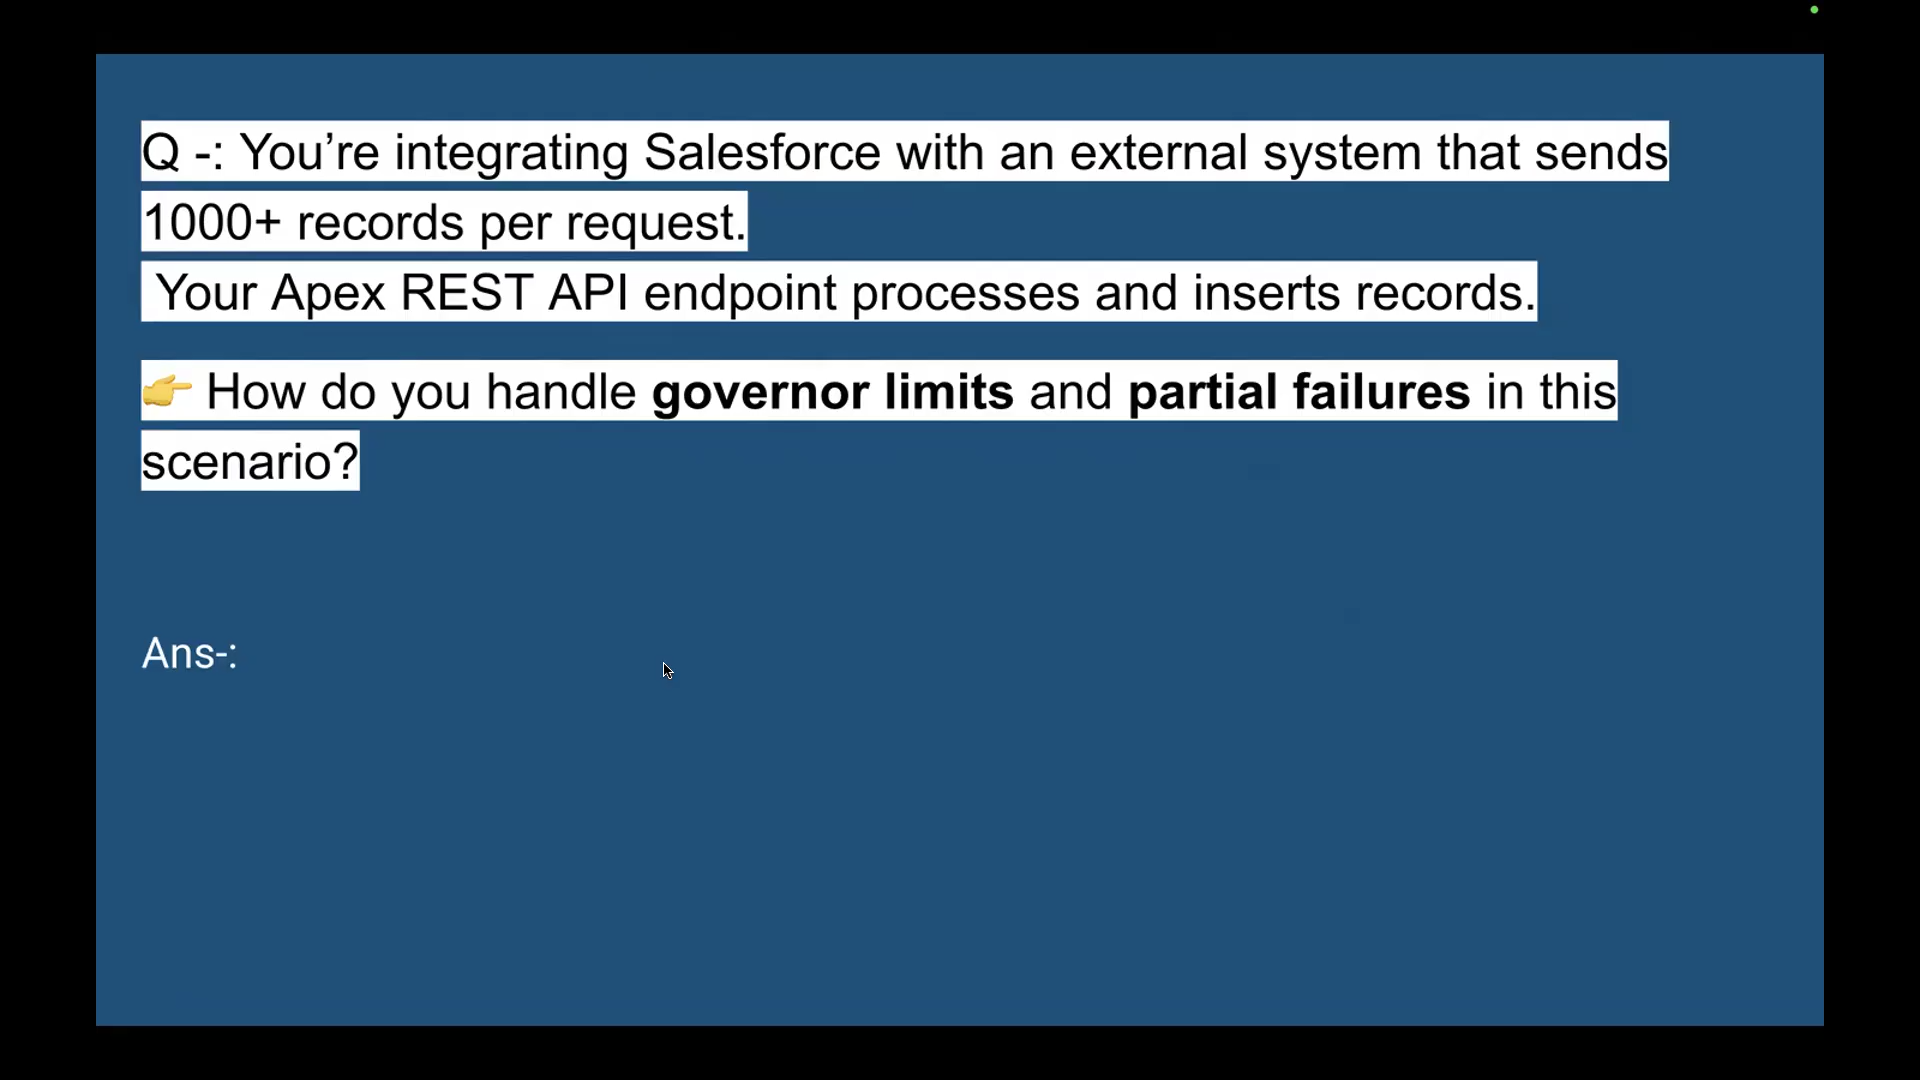 Q -: You’re integrating Salesforce with an external system that sends
1000+ records per request.
Your Apex REST API endpoint processes and inserts records.
👉 How do you handle governor limits and partial failures in this
scenario?
Ans-: